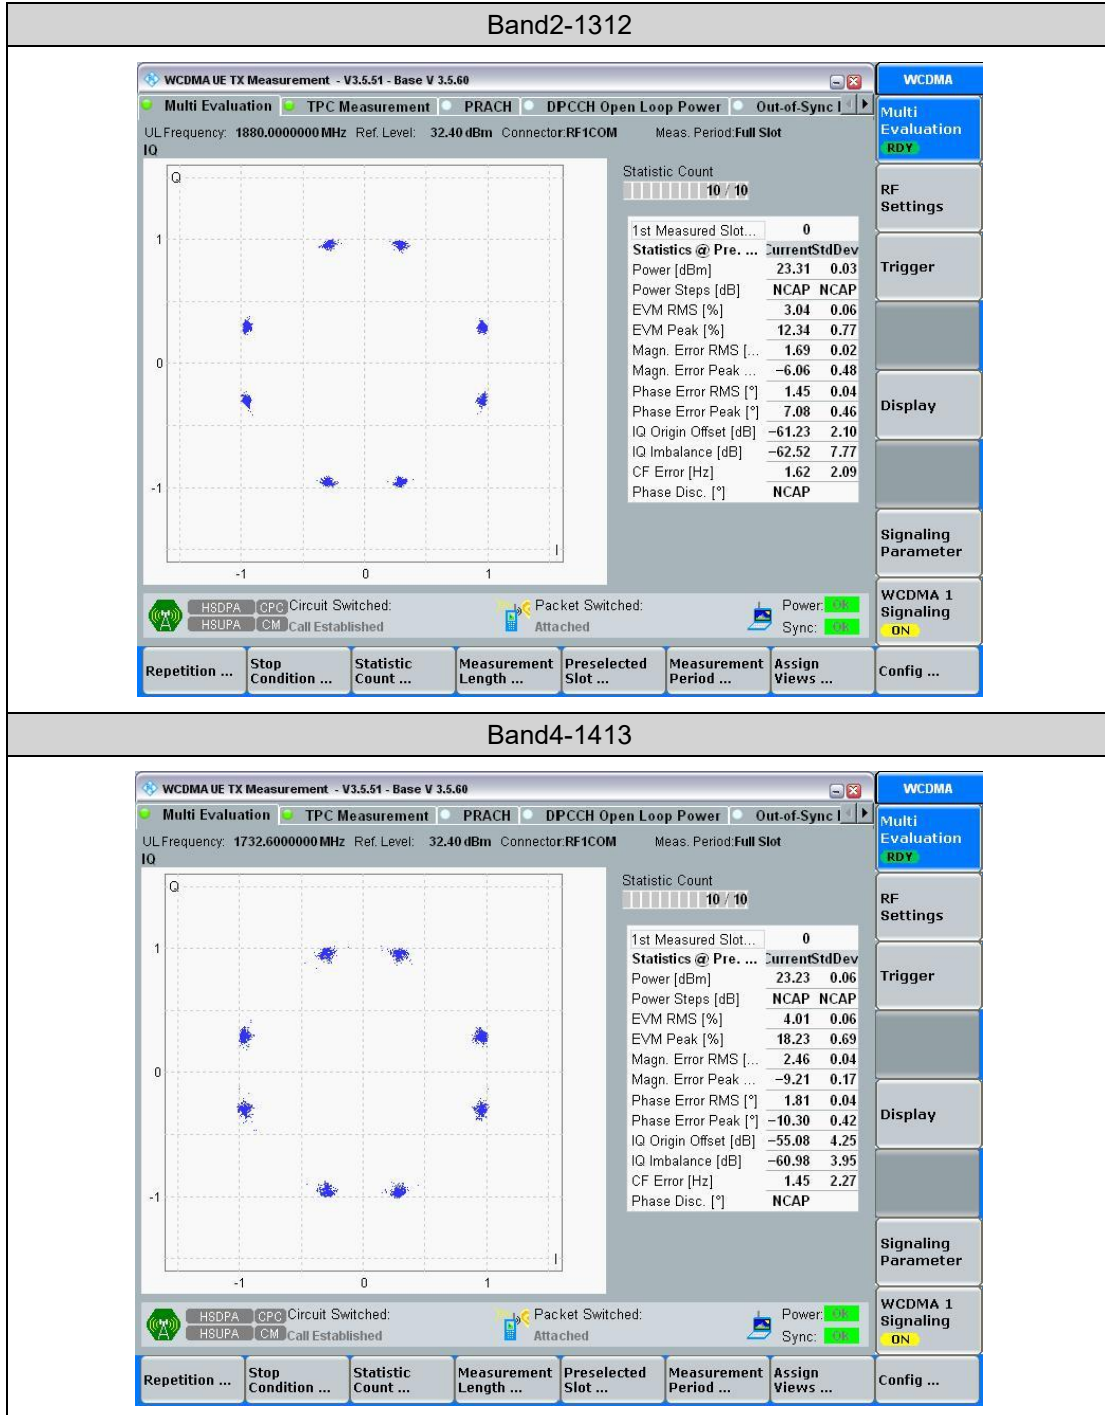 Band2-1312
WCDMA UE TX Measurement - V3.5.51 - Base V 3.5.60
WCDMA
Multi Evaluation TPC Measurement PRACH DPCCH Open Loop Power Out-of-Sync
Multi
Evaluation
RDY
UL Frequency: 1880.0000000 MHz Ref. Level: 32.40 dBm Connector:RF1COM Meas. Period:Full Slot
IQ
Q
1
0
-1
-1 0 1
I
Statistic Count
10 / 10
1st Measured Slot... 0
Statistics @ Pre. ... Current StdDev
Power [dBm] 23.31 0.03
Power Steps [dB] NCAP NCAP
EVM RMS [%] 3.04 0.06
EVM Peak [%] 12.34 0.77
Magn. Error RMS [... 1.69 0.02
Magn. Error Peak ... -6.06 0.48
Phase Error RMS [°] 1.45 0.04
Phase Error Peak [°] 7.08 0.46
IQ Origin Offset [dB] -61.23 2.10
IQ Imbalance [dB] -62.52 7.77
CF Error [Hz] 1.62 2.09
Phase Disc. [°] NCAP
RF
Settings
Trigger
Display
Signaling
Parameter
WCDMA 1
Signaling
ON
HSDPA CPC Circuit Switched: Packet Switched: Power: OK
HSUPA CM Call Established Attached Sync: OK
Repetition ... Stop Condition ... Statistic Count ... Measurement Length ... Preselected Slot ... Measurement Period ... Assign Views ... Config ...
Band4-1413
WCDMA UE TX Measurement - V3.5.51 - Base V 3.5.60
WCDMA
Multi Evaluation TPC Measurement PRACH DPCCH Open Loop Power Out-of-Sync
Multi
Evaluation
RDY
UL Frequency: 1732.6000000 MHz Ref. Level: 32.40 dBm Connector:RF1COM Meas. Period:Full Slot
IQ
Q
1
0
-1
-1 0 1
I
Statistic Count
10 / 10
1st Measured Slot... 0
Statistics @ Pre. ... Current StdDev
Power [dBm] 23.23 0.06
Power Steps [dB] NCAP NCAP
EVM RMS [%] 4.01 0.06
EVM Peak [%] 18.23 0.69
Magn. Error RMS [... 2.46 0.04
Magn. Error Peak ... -9.21 0.17
Phase Error RMS [°] 1.81 0.04
Phase Error Peak [°] -10.30 0.42
IQ Origin Offset [dB] -55.08 4.25
IQ Imbalance [dB] -60.98 3.95
CF Error [Hz] 1.45 2.27
Phase Disc. [°] NCAP
RF
Settings
Trigger
Display
Signaling
Parameter
WCDMA 1
Signaling
ON
HSDPA CPC Circuit Switched: Packet Switched: Power: OK
HSUPA CM Call Established Attached Sync: OK
Repetition ... Stop Condition ... Statistic Count ... Measurement Length ... Preselected Slot ... Measurement Period ... Assign Views ... Config ...